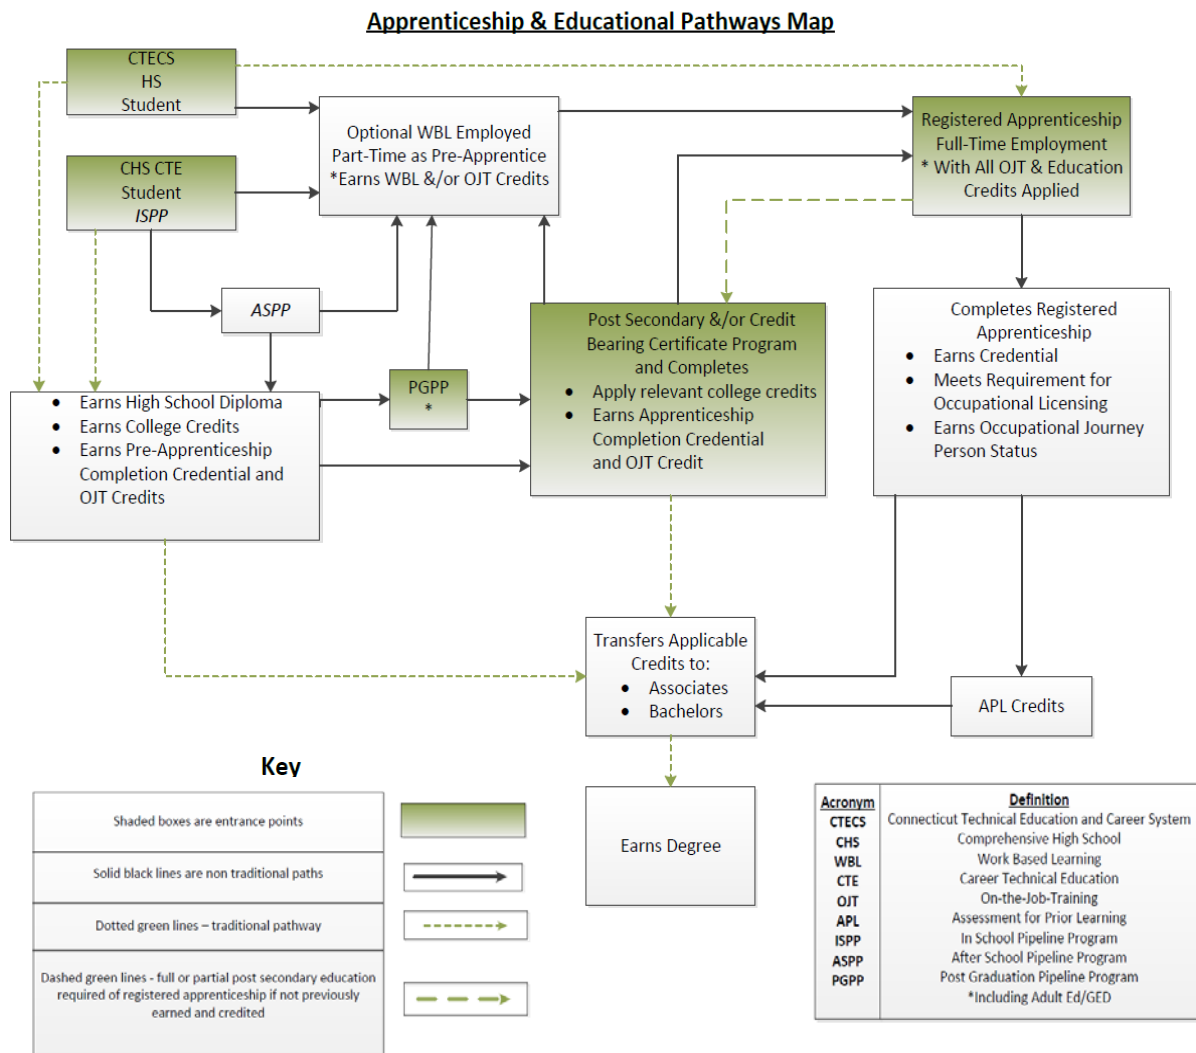 Apprenticeship & Educational Pathways Map
CTECS
HS
Student
Optional WBL Employed
Part-Time as Pre-Apprentice
*Earns WBL &/or OJT Credits
Registered Apprenticeship
Full-Time Employment
* With All OJT & Education
Credits Applied
CHS CTE
Student
ISPP
ASPP
Post Secondary &/or Credit
Bearing Certificate Program
and Completes
• Apply relevant college credits
• Earns Apprenticeship
Completion Credential
and OJT Credit
Completes Registered
Apprenticeship
• Earns Credential
• Meets Requirement for
Occupational Licensing
• Earns Occupational Journey
Person Status
PGPP
*
• Earns High School Diploma
• Earns College Credits
• Earns Pre-Apprenticeship
Completion Credential and
OJT Credits
Transfers Applicable
Credits to:
• Associates
• Bachelors
APL Credits
Earns Degree
Key
Shaded boxes are entrance points
Solid black lines are non traditional paths
Dotted green lines – traditional pathway
Dashed green lines - full or partial post secondary education
required of registered apprenticeship if not previously
earned and credited
Acronym Definition
CTECS Connecticut Technical Education and Career System
CHS Comprehensive High School
WBL Work Based Learning
CTE Career Technical Education
OJT On-the-Job-Training
APL Assessment for Prior Learning
ISPP In School Pipeline Program
ASPP After School Pipeline Program
PGPP Post Graduation Pipeline Program
*Including Adult Ed/GED